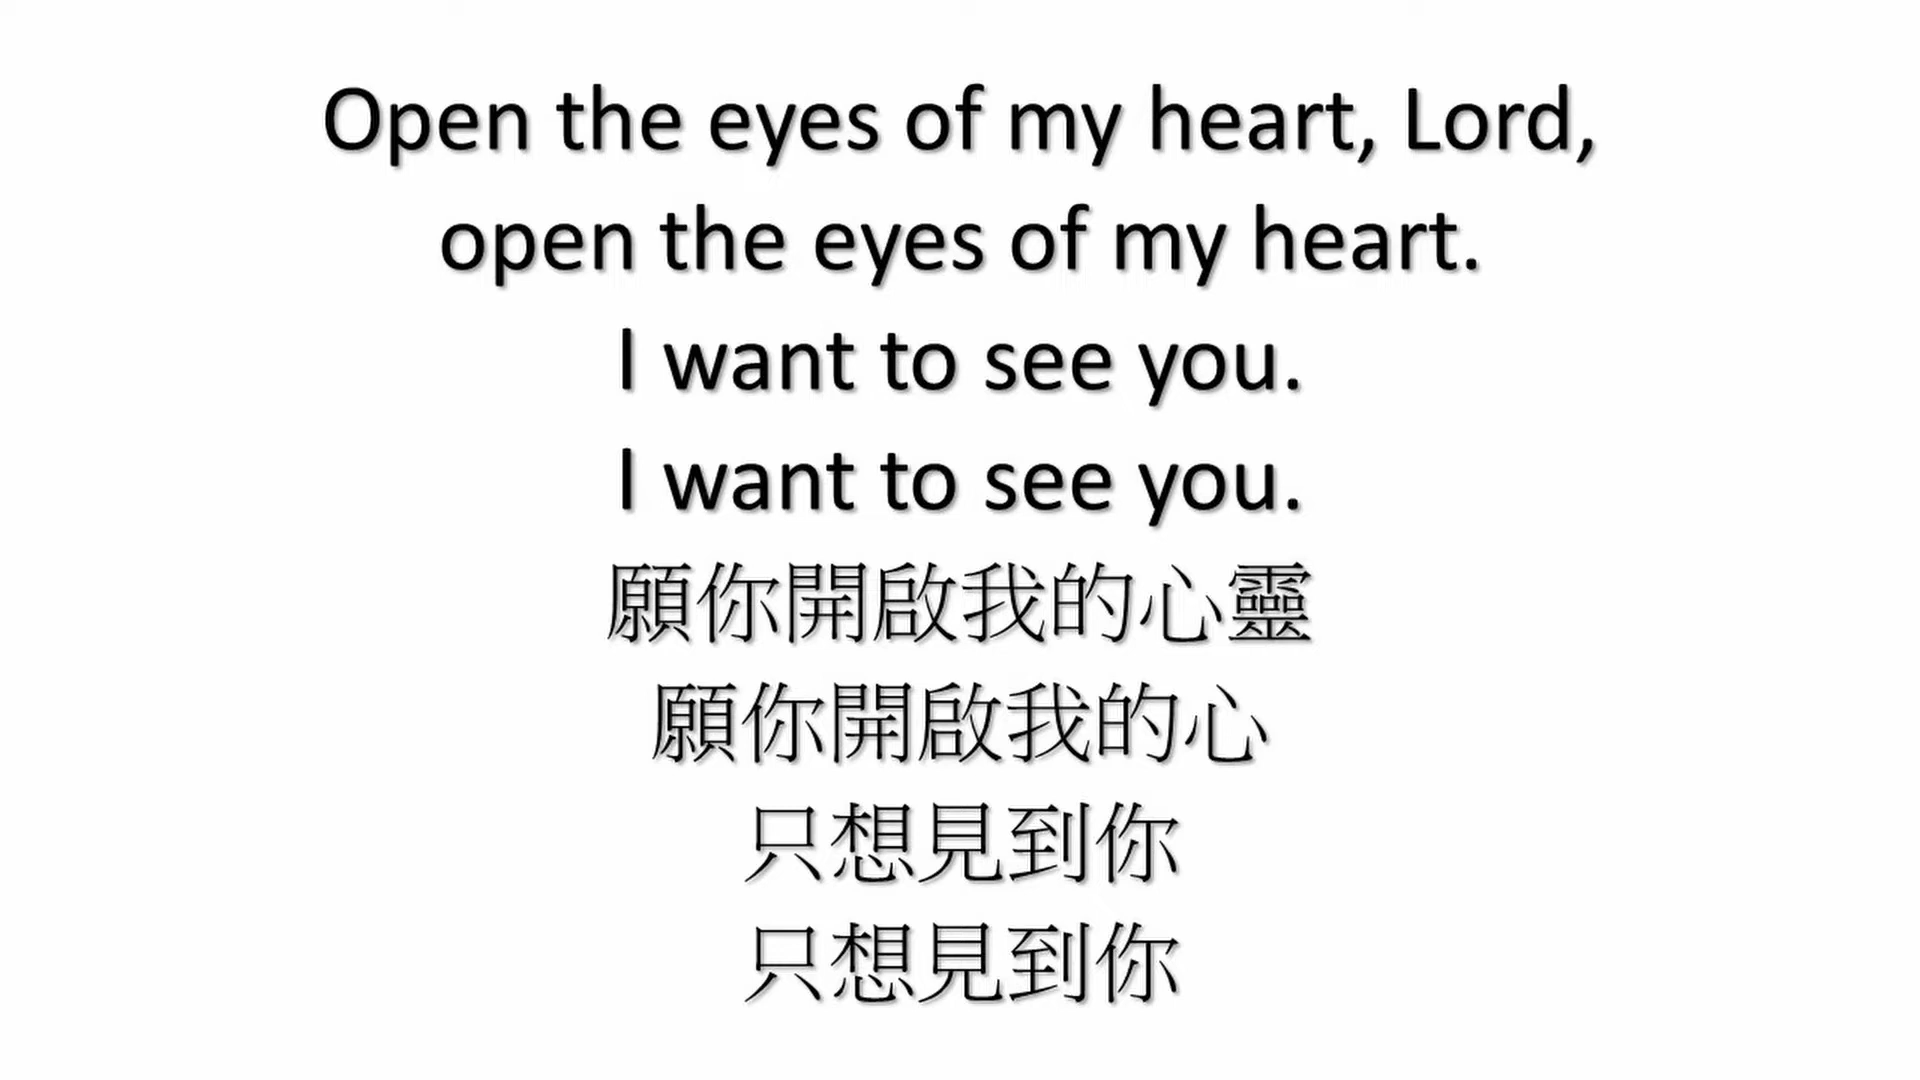 Open the eyes of my heart, Lord,
open the eyes of my heart.
I want to see you.
I want to see you.
願你開啟我的心靈
願你開啟我的心
只想見到你
只想見到你